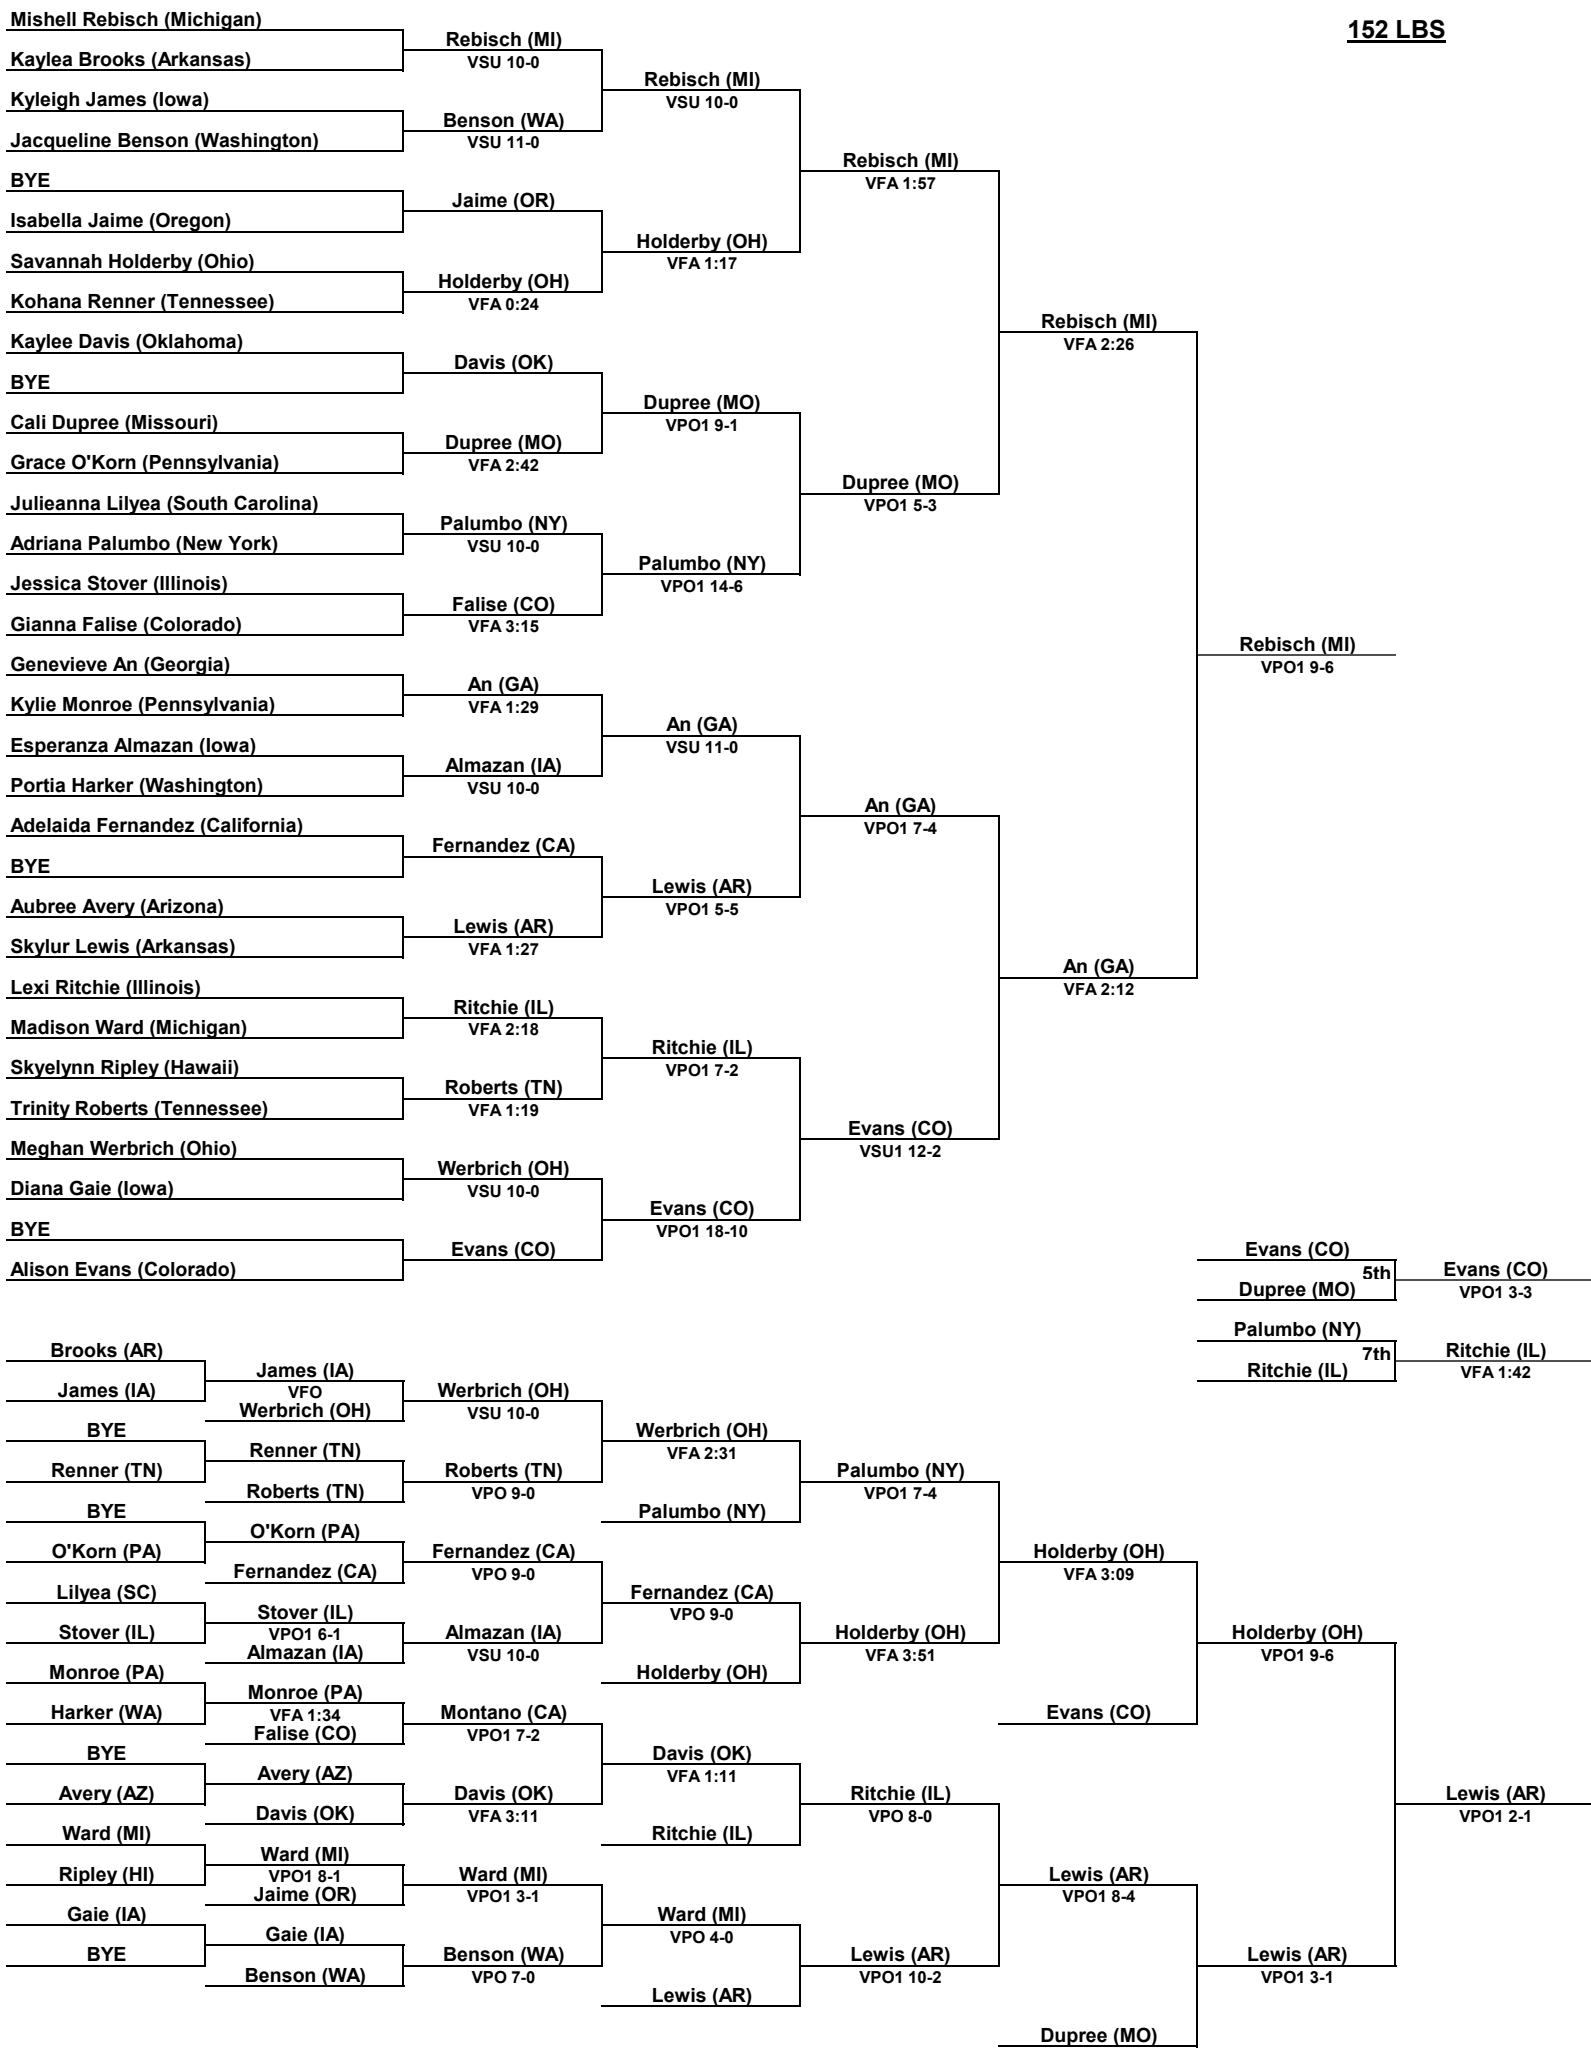 152 LBS
Mishell Rebisch (Michigan)
Kaylea Brooks (Arkansas)
Kyleigh James (Iowa)
Jacqueline Benson (Washington)
BYE
Isabella Jaime (Oregon)
Savannah Holderby (Ohio)
Kohana Renner (Tennessee)
Kaylee Davis (Oklahoma)
BYE
Cali Dupree (Missouri)
Grace O'Korn (Pennsylvania)
Julieanna Lilyea (South Carolina)
Adriana Palumbo (New York)
Jessica Stover (Illinois)
Gianna Falise (Colorado)
Genevieve An (Georgia)
Kylie Monroe (Pennsylvania)
Esperanza Almazan (Iowa)
Portia Harker (Washington)
Adelaida Fernandez (California)
BYE
Aubree Avery (Arizona)
Skylur Lewis (Arkansas)
Lexi Ritchie (Illinois)
Madison Ward (Michigan)
Skyelynn Ripley (Hawaii)
Trinity Roberts (Tennessee)
Meghan Werbrich (Ohio)
Diana Gaie (Iowa)
BYE
Alison Evans (Colorado)
Rebisch (MI)
VSU 10-0
Benson (WA)
VSU 11-0
Jaime (OR)
Holderby (OH)
VFA 0:24
Davis (OK)
Dupree (MO)
VFA 2:42
Palumbo (NY)
VSU 10-0
Falise (CO)
VFA 3:15
An (GA)
VFA 1:29
Almazan (IA)
VSU 10-0
Fernandez (CA)
Lewis (AR)
VFA 1:27
Ritchie (IL)
VFA 2:18
Roberts (TN)
VFA 1:19
Werbrich (OH)
VSU 10-0
Evans (CO)
Rebisch (MI)
VSU 10-0
Holderby (OH)
VFA 1:17
Dupree (MO)
VPO1 9-1
Palumbo (NY)
VPO1 14-6
An (GA)
VSU 11-0
Lewis (AR)
VPO1 5-5
Ritchie (IL)
VPO1 7-2
Evans (CO)
VPO1 18-10
Rebisch (MI)
VFA 1:57
Dupree (MO)
VPO1 5-3
An (GA)
VPO1 7-4
Evans (CO)
VSU1 12-2
Rebisch (MI)
VFA 2:26
An (GA)
VFA 2:12
Rebisch (MI)
VPO1 9-6
Evans (CO)
5th
Dupree (MO)
Evans (CO)
VPO1 3-3
Palumbo (NY)
7th
Ritchie (IL)
Ritchie (IL)
VFA 1:42
Brooks (AR)
James (IA)
BYE
Renner (TN)
BYE
O'Korn (PA)
Lilyea (SC)
Stover (IL)
Monroe (PA)
Harker (WA)
BYE
Avery (AZ)
Ward (MI)
Ripley (HI)
Gaie (IA)
BYE
James (IA)
VFO
Werbrich (OH)
Renner (TN)
Roberts (TN)
O'Korn (PA)
Fernandez (CA)
Stover (IL)
VPO1 6-1
Almazan (IA)
Monroe (PA)
VFA 1:34
Falise (CO)
Avery (AZ)
Davis (OK)
Ward (MI)
VPO1 8-1
Jaime (OR)
Gaie (IA)
Benson (WA)
Werbrich (OH)
VSU 10-0
Roberts (TN)
VPO 9-0
Fernandez (CA)
VPO 9-0
Almazan (IA)
VSU 10-0
Montano (CA)
VPO1 7-2
Davis (OK)
VFA 3:11
Ward (MI)
VPO1 3-1
Benson (WA)
VPO 7-0
Werbrich (OH)
VFA 2:31
Palumbo (NY)
Fernandez (CA)
VPO 9-0
Holderby (OH)
Davis (OK)
VFA 1:11
Ritchie (IL)
Ward (MI)
VPO 4-0
Lewis (AR)
Palumbo (NY)
VPO1 7-4
Holderby (OH)
VFA 3:51
Ritchie (IL)
VPO 8-0
Lewis (AR)
VPO1 10-2
Holderby (OH)
VFA 3:09
Evans (CO)
Lewis (AR)
VPO1 8-4
Dupree (MO)
Holderby (OH)
VPO1 9-6
Lewis (AR)
VPO1 3-1
Lewis (AR)
VPO1 2-1